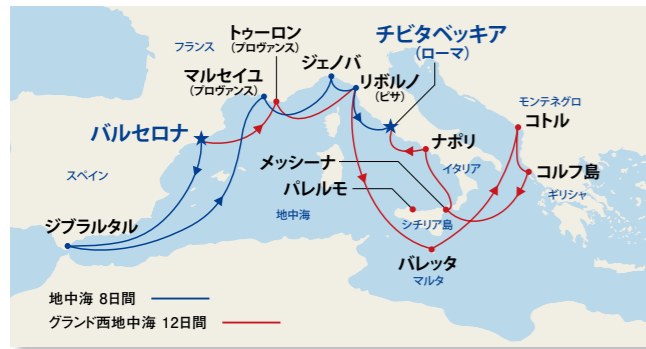 トゥーロン
(プロヴァンス)
フランス
ジェノバ
チビタベッキア
(ローマ)
マルセイユ
(プロヴァンス)
リボルノ
(ピサ)
モンテネグロ
コトル
バルセロナ
ナポリ
メッシーナ
イタリア
コルフ島
スペイン
パレルモ
ギリシャ
地中海
シチリア島
ジブラルタル
バレッタ
マルタ
地中海 8日間
グランド西地中海 12日間